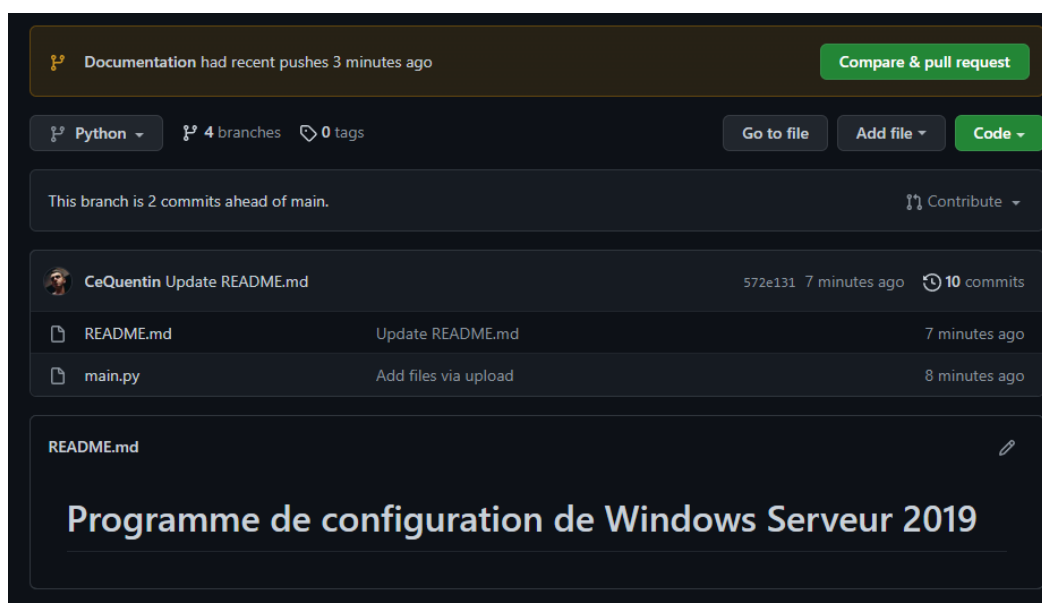 Documentation had recent pushes 3 minutes ago
Compare & pull request
Python
4 branches
0 tags
Go to file
Add file
Code
This branch is 2 commits ahead of main.
Contribute
CeQuentin Update README.md
572e131 7 minutes ago
10 commits
README.md
Update README.md
7 minutes ago
main.py
Add files via upload
8 minutes ago
README.md
Programme de configuration de Windows Serveur 2019